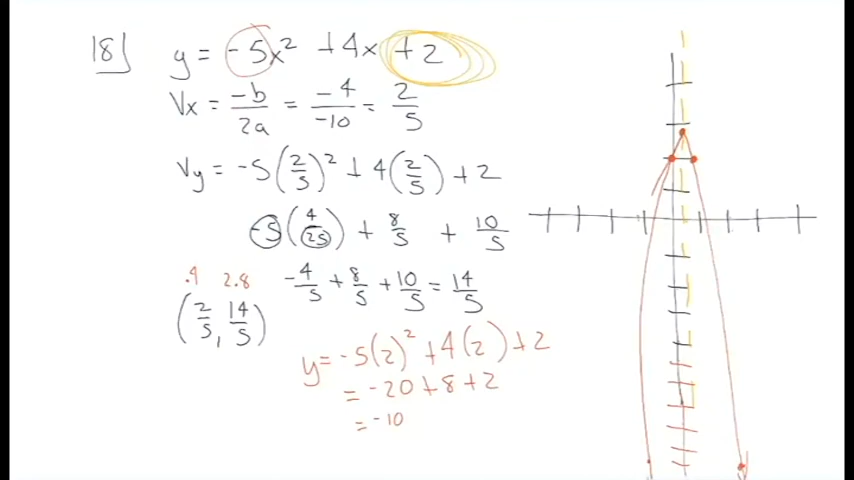 18) y = -5x² + 4x + 2
Vx = -b/2a = -4/-10 = 2/5
Vy = -5(2/5)² + 4(2/5) + 2
-5(4/25) + 8/5 + 10/5
-4/5 + 8/5 + 10/5 = 14/5
.4 2.8
(2/5, 14/5)
y = -5(2)² + 4(2) + 2
= -20 + 8 + 2
= -10